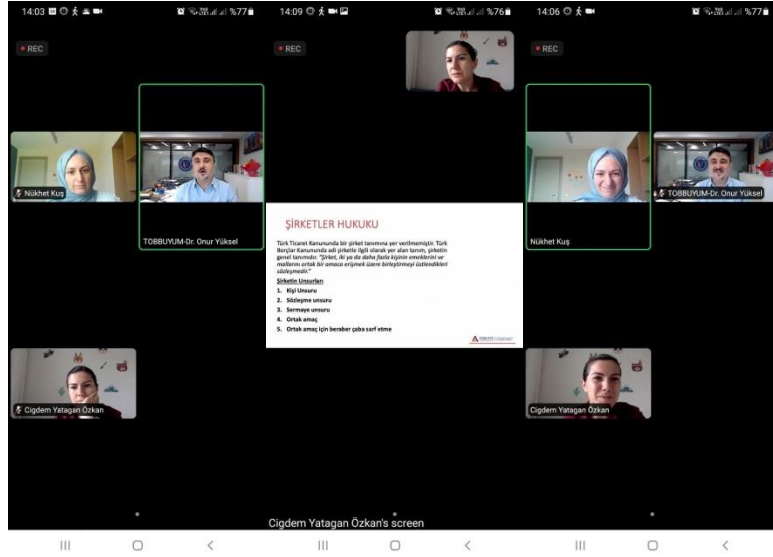 14:03
%77
REC
Nükhet Kuş
TOBBUYUM-Dr. Onur Yüksel
Cigdem Yatagan Özkan
14:09
%76
REC
ŞİRKETLER HUKUKU
Türk Ticaret Kanununda bir şirket tanımına yer verilmemiştir. Türk
Borçlar Kanununda adi şirketle ilgili olarak yer alan tanım, şirketin
genel tanımıdır. "Şirket, iki ya da daha fazla kişinin emeklerini ve
mallarını ortak bir amaca erişmek üzere birleştirmeyi üstlendikleri
sözleşmedir."
Şirketin Unsurları
1. Kişi Unsuru
2. Sözleşme unsuru
3. Sermaye unsuru
4. Ortak amaç
5. Ortak amaç için beraber çaba sarf etme
Cigdem Yatagan Özkan's screen
14:06
%77
REC
Nükhet Kuş
TOBBUYUM-Dr. Onur Yüksel
Cigdem Yatagan Özkan